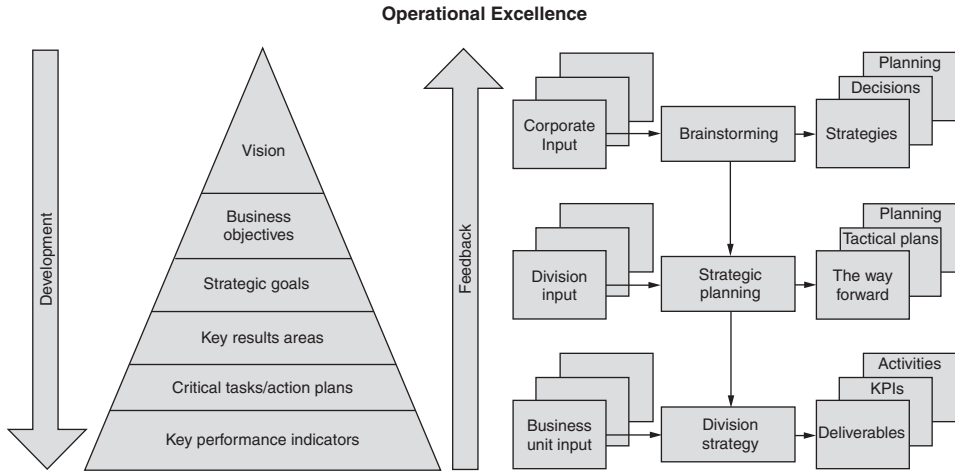 Operational Excellence
Development
Vision
Business
objectives
Strategic goals
Key results areas
Critical tasks/action plans
Key performance indicators
Feedback
Corporate
Input
Brainstorming
Planning
Decisions
Strategies
Division
input
Strategic
planning
Planning
Tactical plans
The way
forward
Business
unit input
Division
strategy
Activities
KPIs
Deliverables